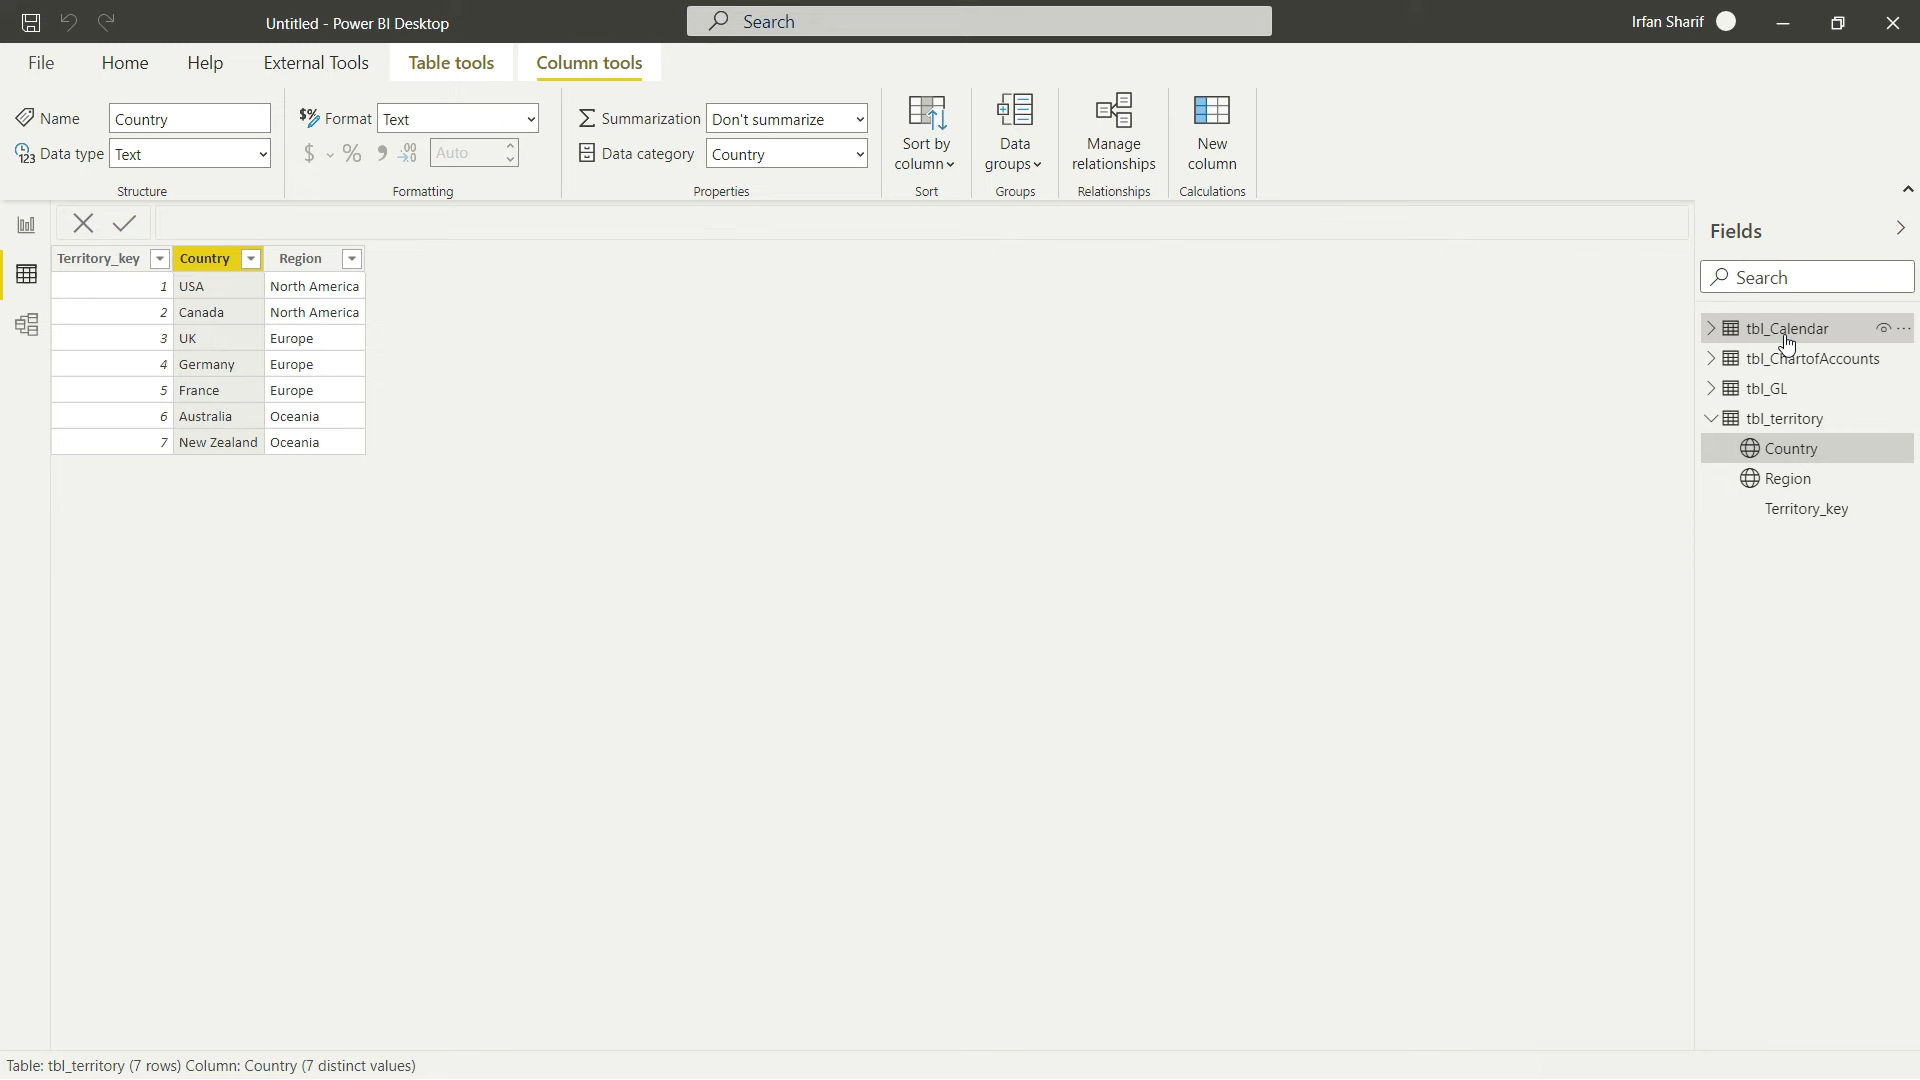 Untitled - Power BI Desktop
Search
Irfan Sharif
File Home Help External Tools Table tools Column tools
Name Country
Data type Text
Structure
Format Text
$ % 9 .00 Auto
Formatting
Summarization Don't summarize
Data category Country
Properties
Sort by
column
Sort
Data
groups
Groups
Manage
relationships
Relationships
New
column
Calculations
Territory_key Country Region
1 USA North America
2 Canada North America
3 UK Europe
4 Germany Europe
5 France Europe
6 Australia Oceania
7 New Zealand Oceania
Fields
Search
tbl_Calendar
tbl_ChartofAccounts
tbl_GL
tbl_territory
Country
Region
Territory_key
Table: tbl_territory (7 rows) Column: Country (7 distinct values)